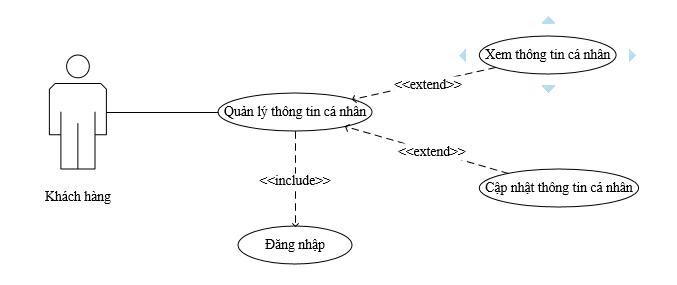 Xem thông tin cá nhân
<<extend>>
Quản lý thông tin cá nhân
<<extend>>
<<include>>
Cập nhật thông tin cá nhân
Khách hàng
Đăng nhập